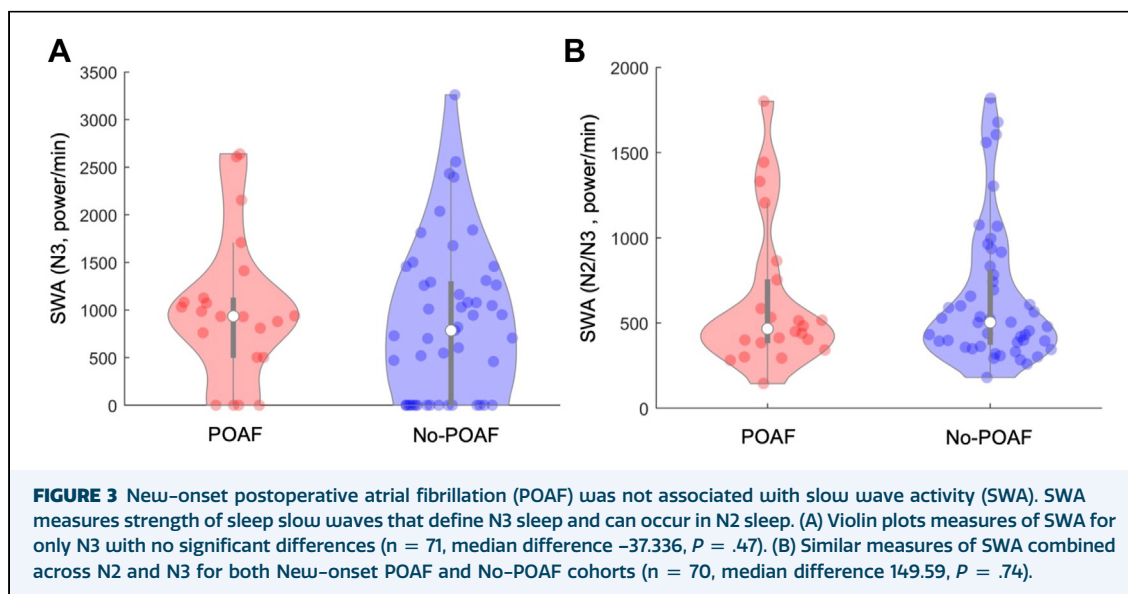 A
B
3500
3000
2500
2000
1500
1000
500
0
SWA (N3, power/min)
POAF
No-POAF
2000
1500
1000
500
0
SWA (N2/N3 , power/min)
POAF
No-POAF
FIGURE 3 New-onset postoperative atrial fibrillation (POAF) was not associated with slow wave activity (SWA). SWA
measures strength of sleep slow waves that define N3 sleep and can occur in N2 sleep. (A) Violin plots measures of SWA for
only N3 with no significant differences (n = 71, median difference –37.336, P = .47). (B) Similar measures of SWA combined
across N2 and N3 for both New-onset POAF and No-POAF cohorts (n = 70, median difference 149.59, P = .74).